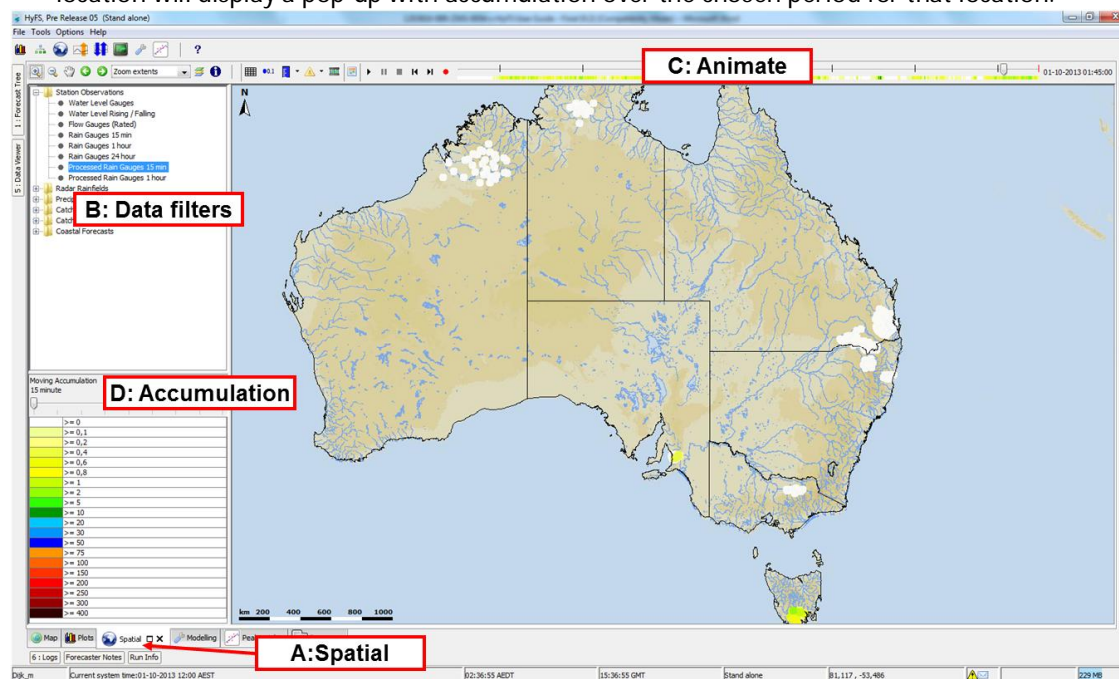 location will display a pop-up with accumulation over the chosen period for that location.
HyFS, Pre Release 05 (Stand alone)
File Tools Options Help
?
Zoom extents
0.1
C: Animate
01-10-2013 01:45:00
1 : Forecast Tree
5 : Data Viewer
Station Observations
Water Level Gauges
Water Level Rising / Falling
Flow Gauges (Rated)
Rain Gauges 15 min
Rain Gauges 1 hour
Rain Gauges 24 hour
Processed Rain Gauges 15 min
Processed Rain Gauges 1 hour
Radar Rainfields
Precip
Catc
Catc
Coastal Forecasts
B: Data filters
N
Moving Accumulation
15 minute
D: Accumulation
>= 0
>= 0,1
>= 0,2
>= 0,4
>= 0,6
>= 0,8
>= 1
>= 2
>= 5
>= 10
>= 20
>= 30
>= 50
>= 75
>= 100
>= 150
>= 200
>= 250
>= 300
>= 400
km 200 400 600 800 1000
Map Plots Spatial Modelling Pea
A:Spatial
6 : Logs Forecaster Notes Run Info
Dijk_m Current system time:01-10-2013 12:00 AEST 02:36:55 AEDT 15:36:55 GMT Stand alone 81,117 , -53,486 229 MB